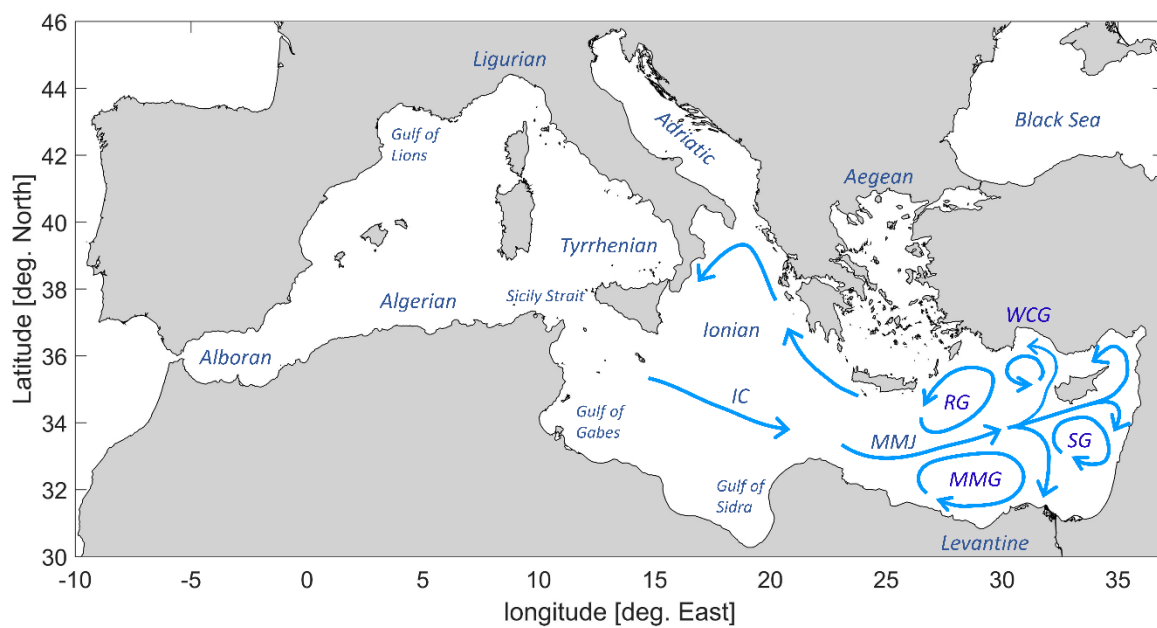 46
44
42
40
38
36
34
32
30
Latitude [deg. North]
Ligurian
Gulf of
Lions
Adriatic
Black Sea
Aegean
Tyrrhenian
Sicily Strait
Algerian
Alboran
Ionian
WCG
IC
RG
MMJ
SG
MMG
Gulf of
Gabes
Gulf of
Sidra
Levantine
-10
-5
0
5
10
15
20
25
30
35
longitude [deg. East]